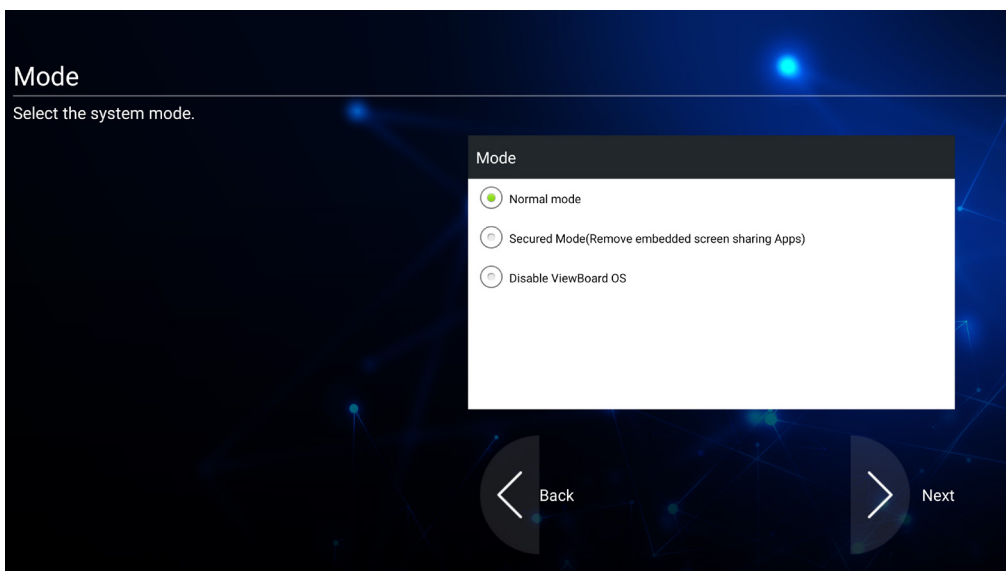 Mode
Select the system mode.
Mode
Normal mode
Secured Mode(Remove embedded screen sharing Apps)
Disable ViewBoard OS
Back
Next